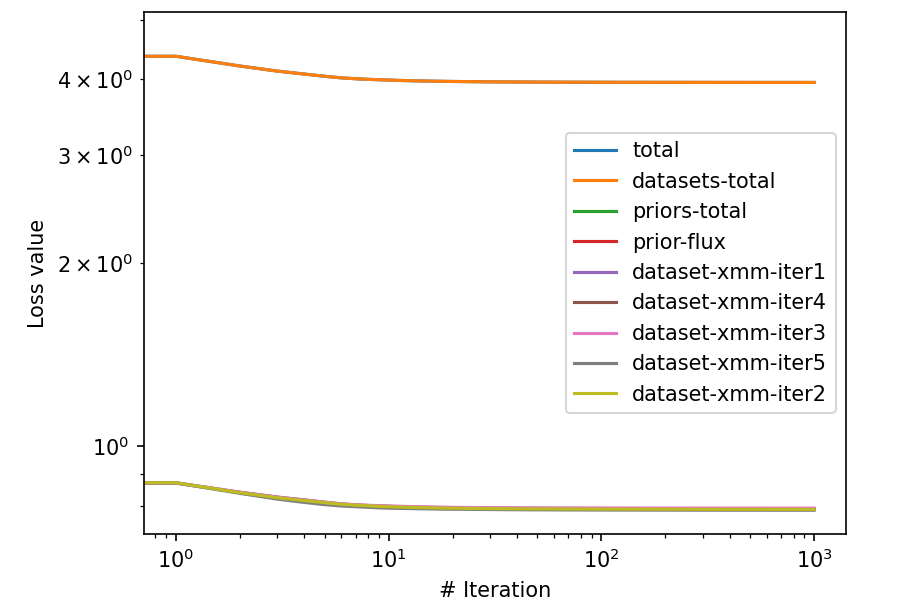 4 × 10⁰
3 × 10⁰
2 × 10⁰
10⁰
Loss value
total
datasets-total
priors-total
prior-flux
dataset-xmm-iter1
dataset-xmm-iter4
dataset-xmm-iter3
dataset-xmm-iter5
dataset-xmm-iter2
10⁰ 10¹ 10² 10³
# Iteration